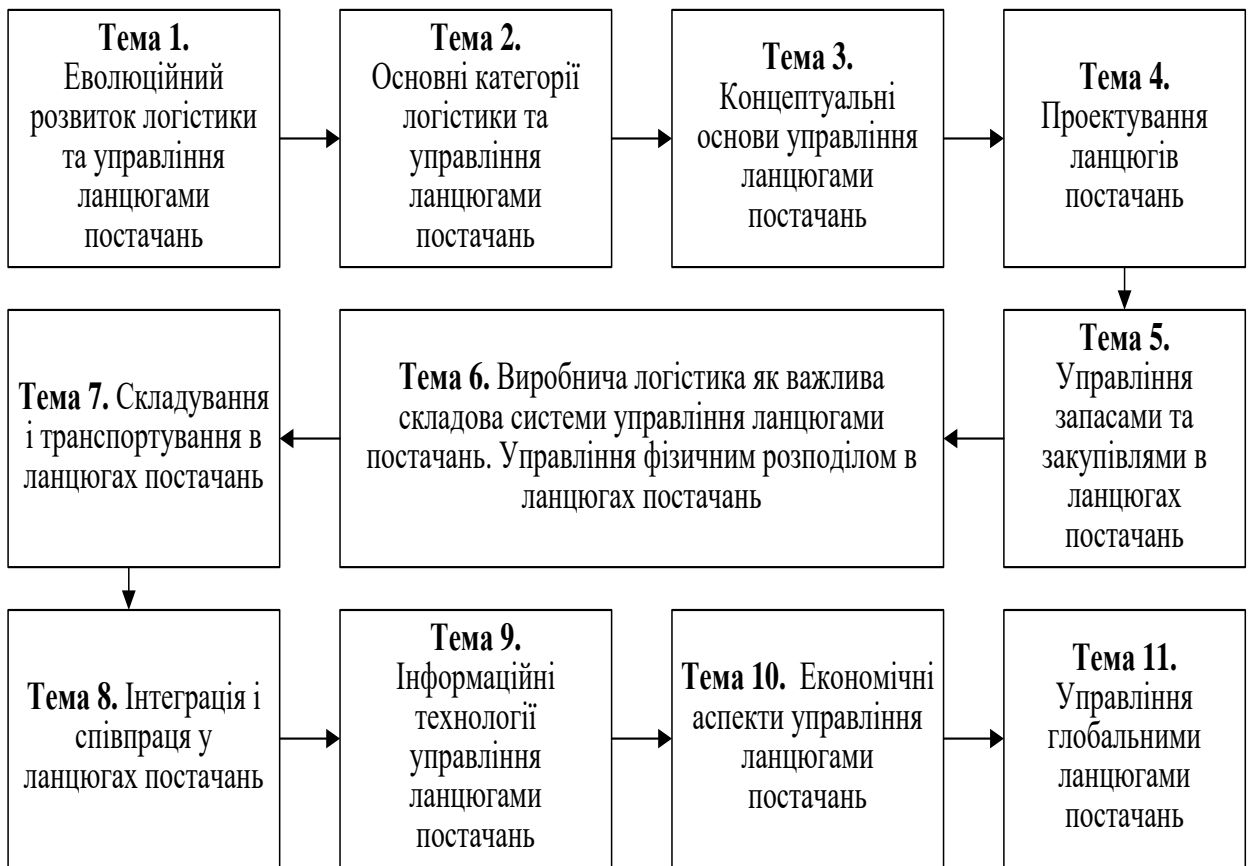 Тема 1.
Еволюційний
розвиток логістики
та управління
ланцюгами
постачань
Тема 2.
Основні категорії
логістики та
управління
ланцюгами
постачань
Тема 3.
Концептуальні
основи управління
ланцюгами
постачань
Тема 4.
Проектування
ланцюгів
постачань
Тема 5.
Управління
запасами та
закупівлями в
ланцюгах
постачань
Тема 6. Виробнича логістика як важлива
складова системи управління ланцюгами
постачань. Управління фізичним розподілом в
ланцюгах постачань
Тема 7. Складування
і транспортування в
ланцюгах постачань
Тема 8. Інтеграція і
співпраця у
ланцюгах постачань
Тема 9.
Інформаційні
технології
управління
ланцюгами
постачань
Тема 10. Економічні
аспекти управління
ланцюгами
постачань
Тема 11.
Управління
глобальними
ланцюгами
постачань